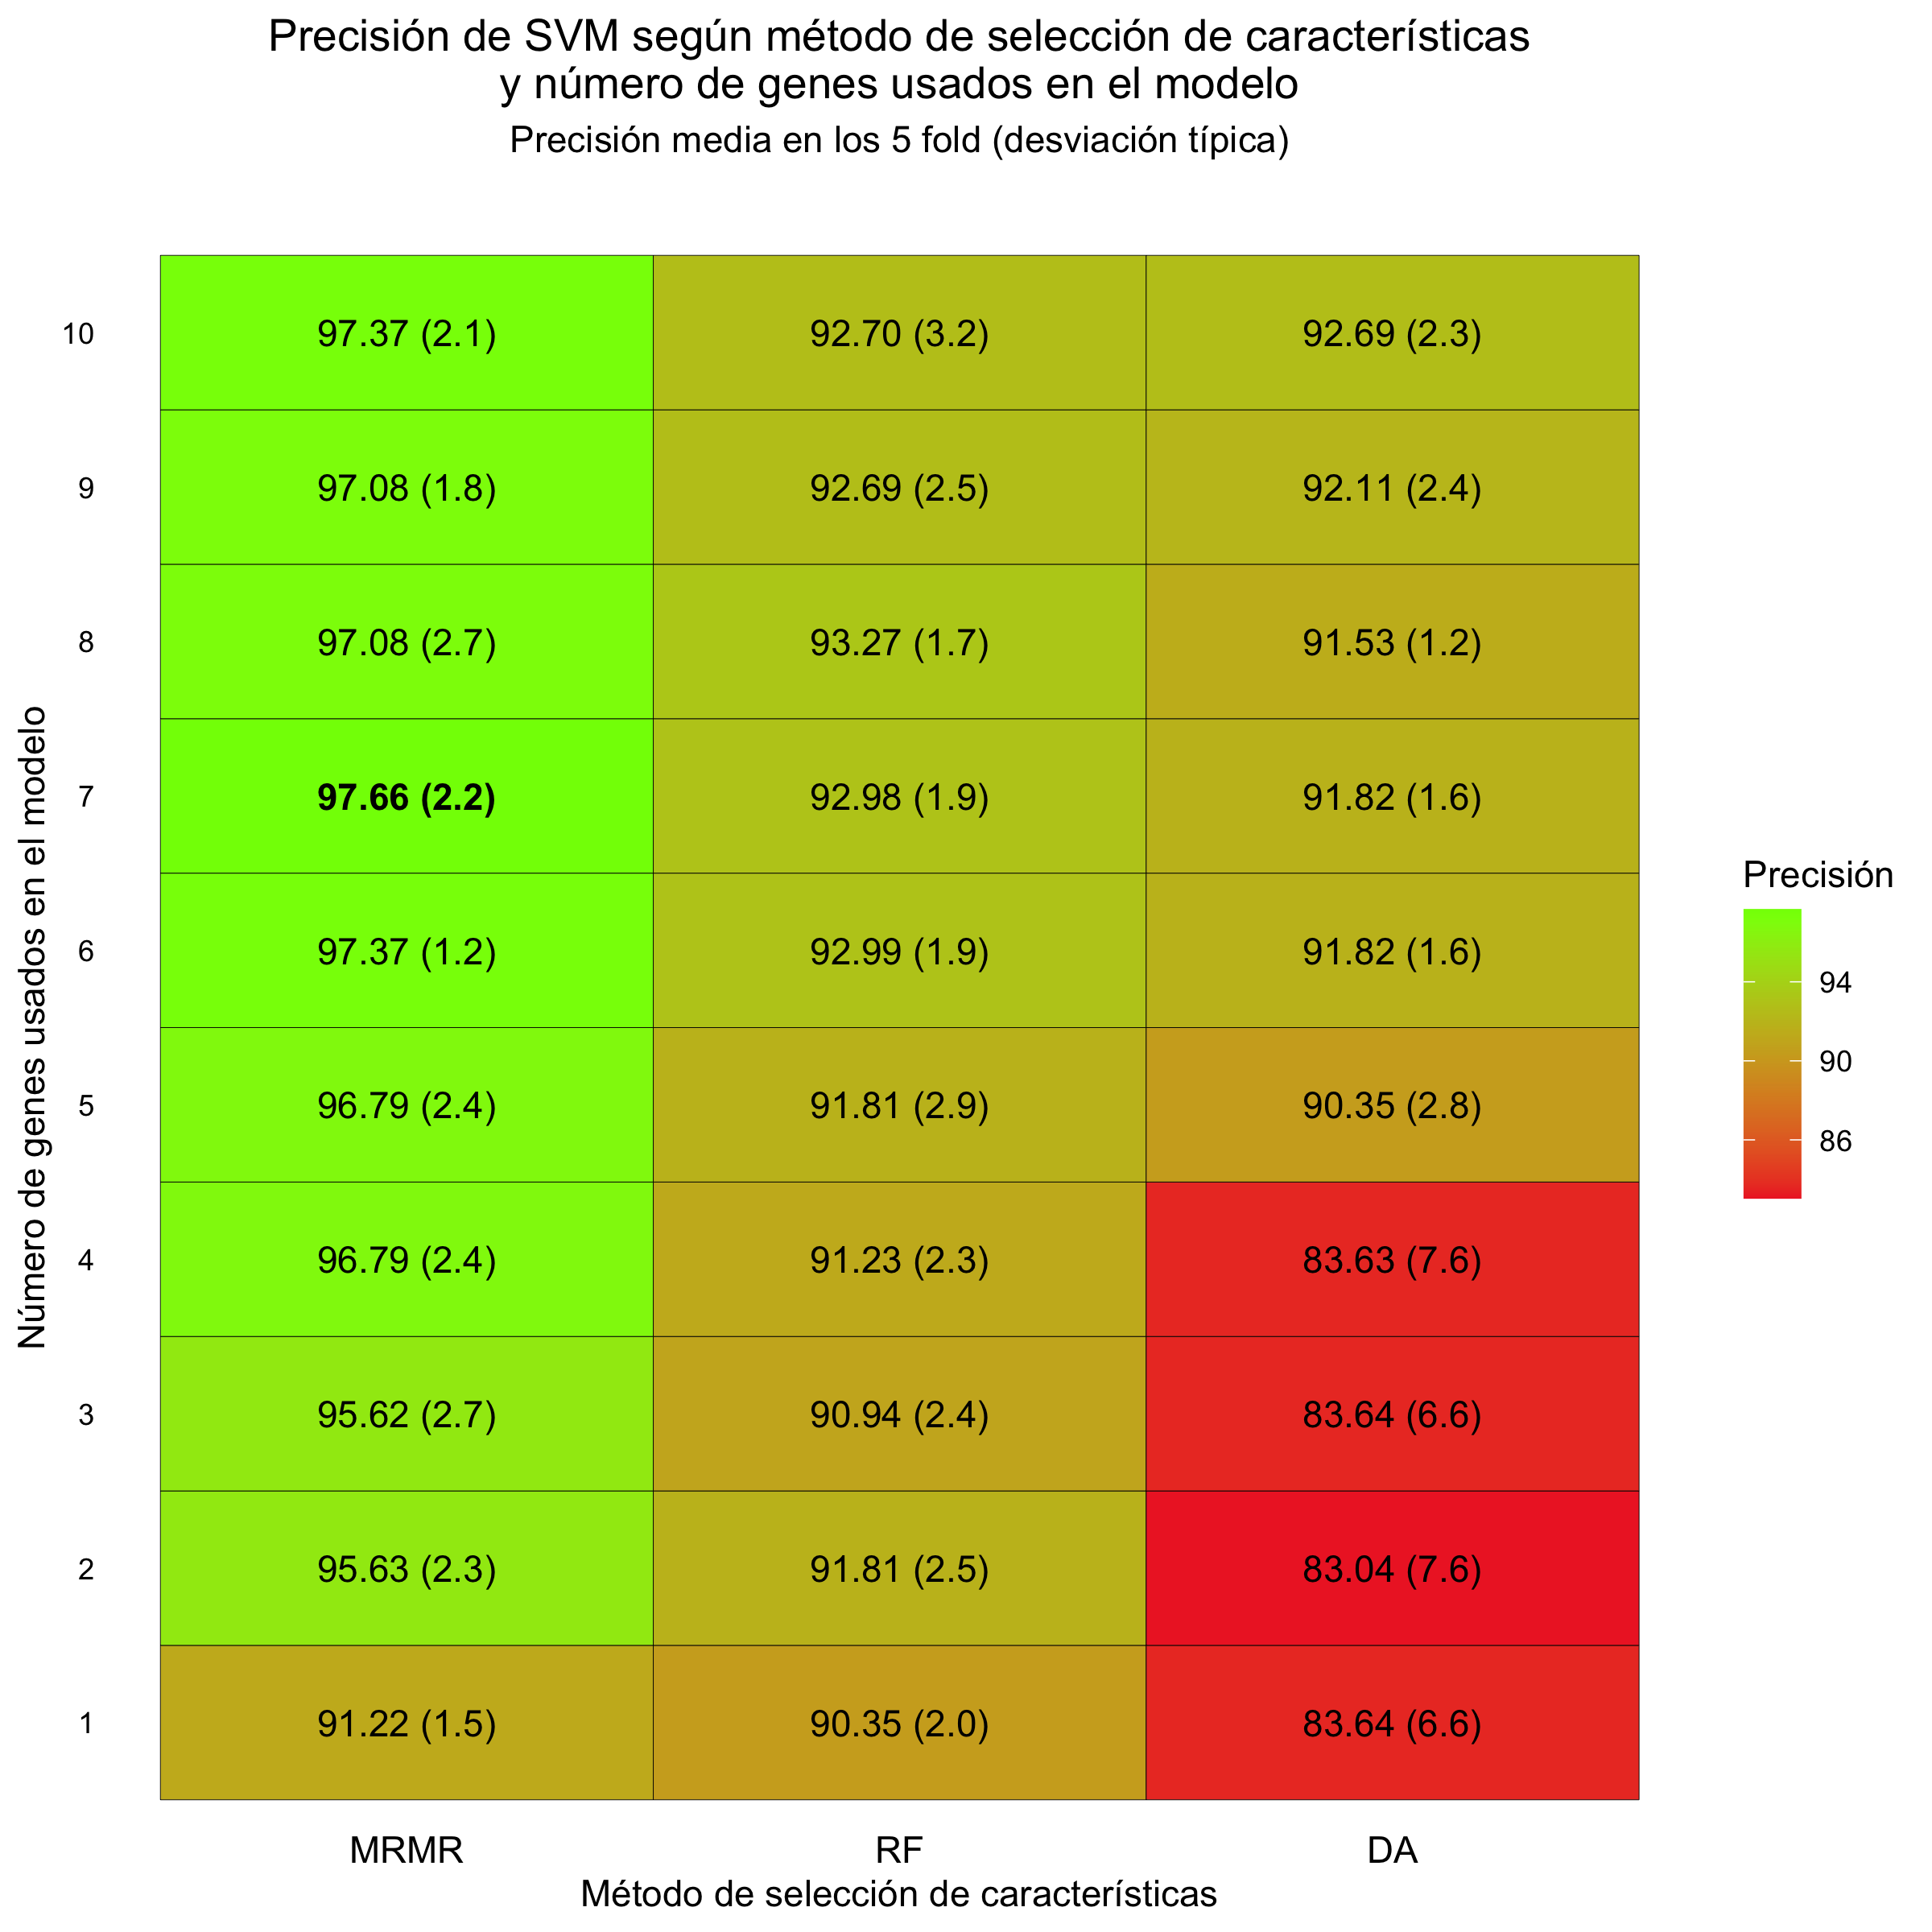 Precisión de SVM según método de selección de características
y número de genes usados en el modelo
Precisión media en los 5 fold (desviación típica)
Número de genes usados en el modelo
10 97.37 (2.1) 92.70 (3.2) 92.69 (2.3)
9 97.08 (1.8) 92.69 (2.5) 92.11 (2.4)
8 97.08 (2.7) 93.27 (1.7) 91.53 (1.2)
7 97.66 (2.2) 92.98 (1.9) 91.82 (1.6)
6 97.37 (1.2) 92.99 (1.9) 91.82 (1.6)
5 96.79 (2.4) 91.81 (2.9) 90.35 (2.8)
4 96.79 (2.4) 91.23 (2.3) 83.63 (7.6)
3 95.62 (2.7) 90.94 (2.4) 83.64 (6.6)
2 95.63 (2.3) 91.81 (2.5) 83.04 (7.6)
1 91.22 (1.5) 90.35 (2.0) 83.64 (6.6)
MRMR RF DA
Método de selección de características
Precisión
94
90
86